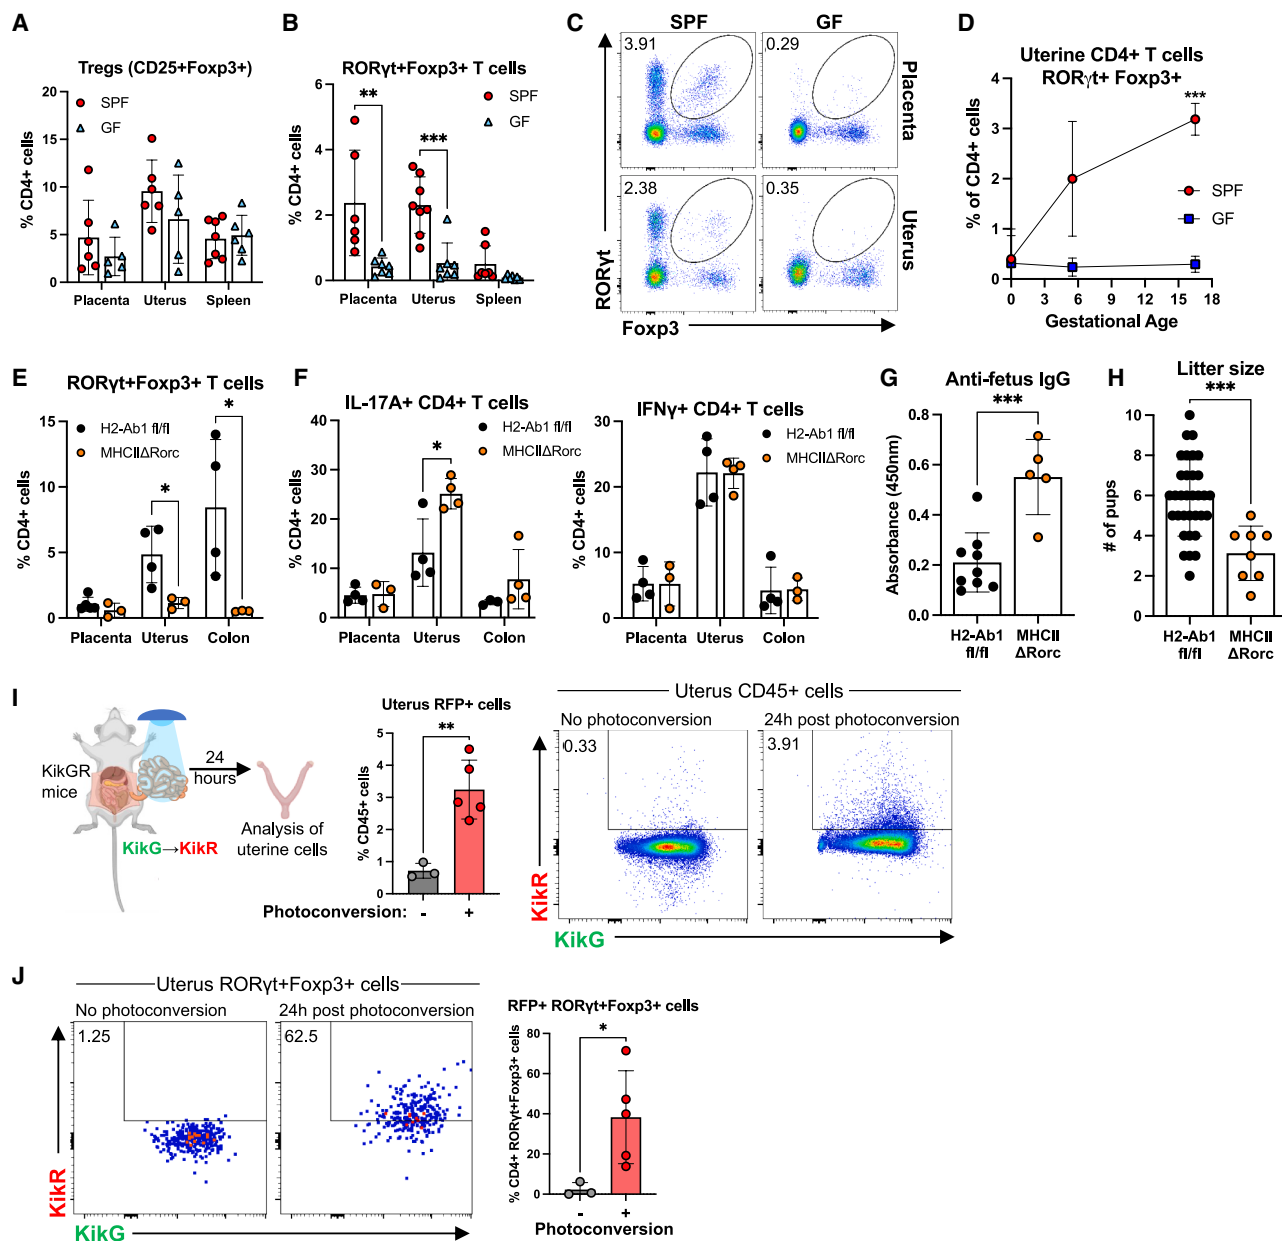 A
Tregs (CD25+Foxp3+)
% CD4+ cells
20
15
10
5
0
SPF
GF
Placenta
Uterus
Spleen
B
RORγt+Foxp3+ T cells
% CD4+ cells
6
4
2
0
**
***
SPF
GF
Placenta
Uterus
Spleen
C
SPF
GF
3.91
0.29
Placenta
2.38
0.35
Uterus
RORγt
Foxp3
D
Uterine CD4+ T cells
RORγt+ Foxp3+
% of CD4+ cells
4
3
2
1
0
***
SPF
GF
0
3
6
9
12
15
18
Gestational Age
E
RORγt+Foxp3+ T cells
% CD4+ cells
15
10
5
0
*
*
H2-Ab1 fl/fl
MHCIIΔRorc
Placenta
Uterus
Colon
F
IL-17A+ CD4+ T cells
% CD4+ cells
40
30
20
10
0
*
H2-Ab1 fl/fl
MHCIIΔRorc
Placenta
Uterus
Colon
IFNγ+ CD4+ T cells
% CD4+ cells
30
20
10
0
H2-Ab1 fl/fl
MHCIIΔRorc
Placenta
Uterus
Colon
G
Anti-fetus IgG
Absorbance (450nm)
0.8
0.6
0.4
0.2
0.0
***
H2-Ab1
fl/fl
MHCII
ΔRorc
H
Litter size
# of pups
10
8
6
4
2
0
***
H2-Ab1
fl/fl
MHCII
ΔRorc
I
KikGR
mice
24
hours
KikG→KikR
Analysis of
uterine cells
Uterus RFP+ cells
% CD45+ cells
5
4
3
2
1
0
**
Photoconversion:
-
+
Uterus CD45+ cells
No photoconversion
24h post photoconversion
0.33
3.91
KikR
KikG
J
Uterus RORγt+Foxp3+ cells
No photoconversion
24h post photoconversion
1.25
62.5
KikR
KikG
RFP+ RORγt+Foxp3+ cells
% CD4+ RORγt+Foxp3+ cells
80
60
40
20
0
*
-
+
Photoconversion